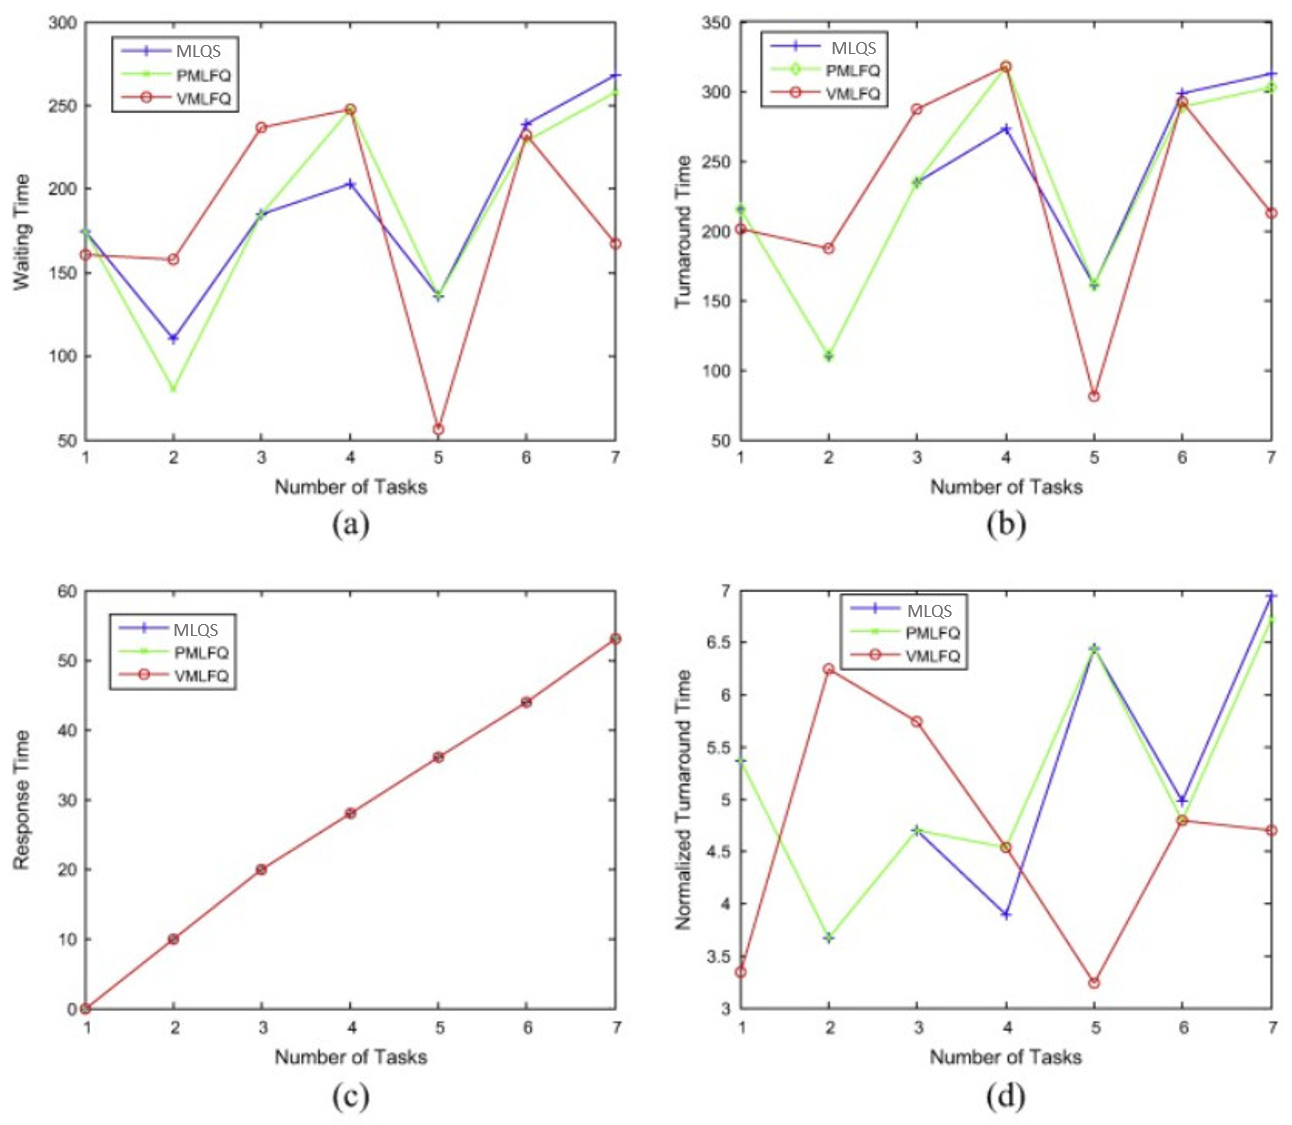 300
250
200
150
100
50
Waiting Time
MLQS
PMLFQ
VMLFQ
1 2 3 4 5 6 7
Number of Tasks
(a)
350
300
250
200
150
100
50
Turnaround Time
MLQS
PMLFQ
VMLFQ
1 2 3 4 5 6 7
Number of Tasks
(b)
60
50
40
30
20
10
0
Response Time
MLQS
PMLFQ
VMLFQ
1 2 3 4 5 6 7
Number of Tasks
(c)
7
6.5
6
5.5
5
4.5
4
3.5
3
Normalized Turnaround Time
MLQS
PMLFQ
VMLFQ
1 2 3 4 5 6 7
Number of Tasks
(d)